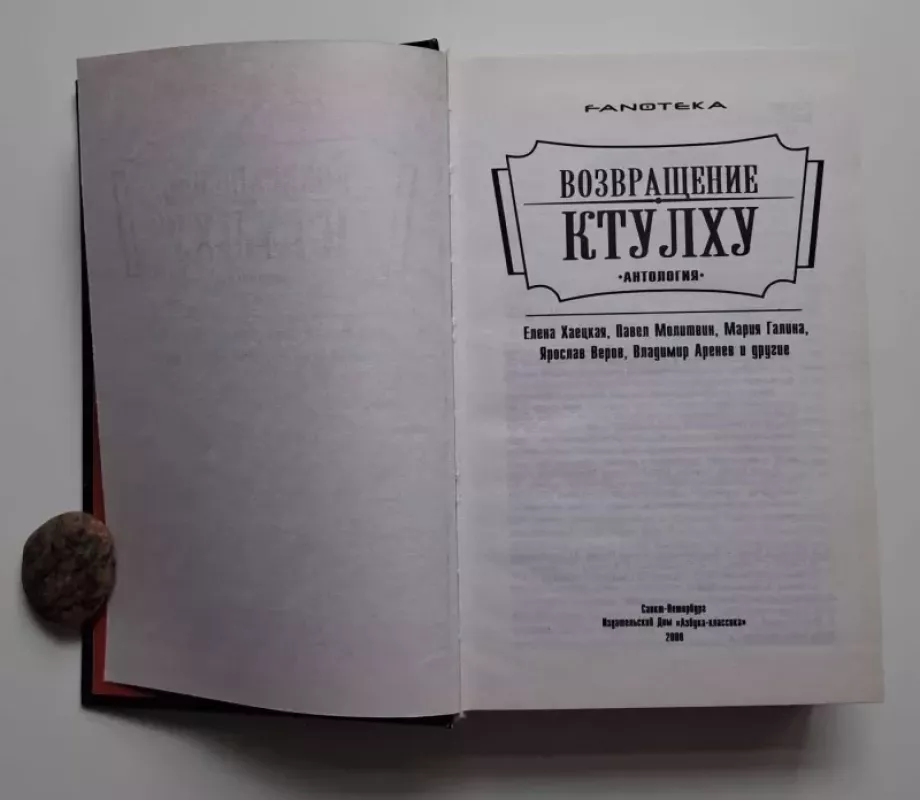 FANОТЕКА
ВОЗВРАЩЕНИЕ
КТУЛХУ
•АНТОЛОГИЯ•
Елена Хаецкая, Павел Молитвин, Мария Галина,
Ярослав Веров, Владимир Аренев и другие
Санкт-Петербург
Издательский Дом «Азбука-классика»